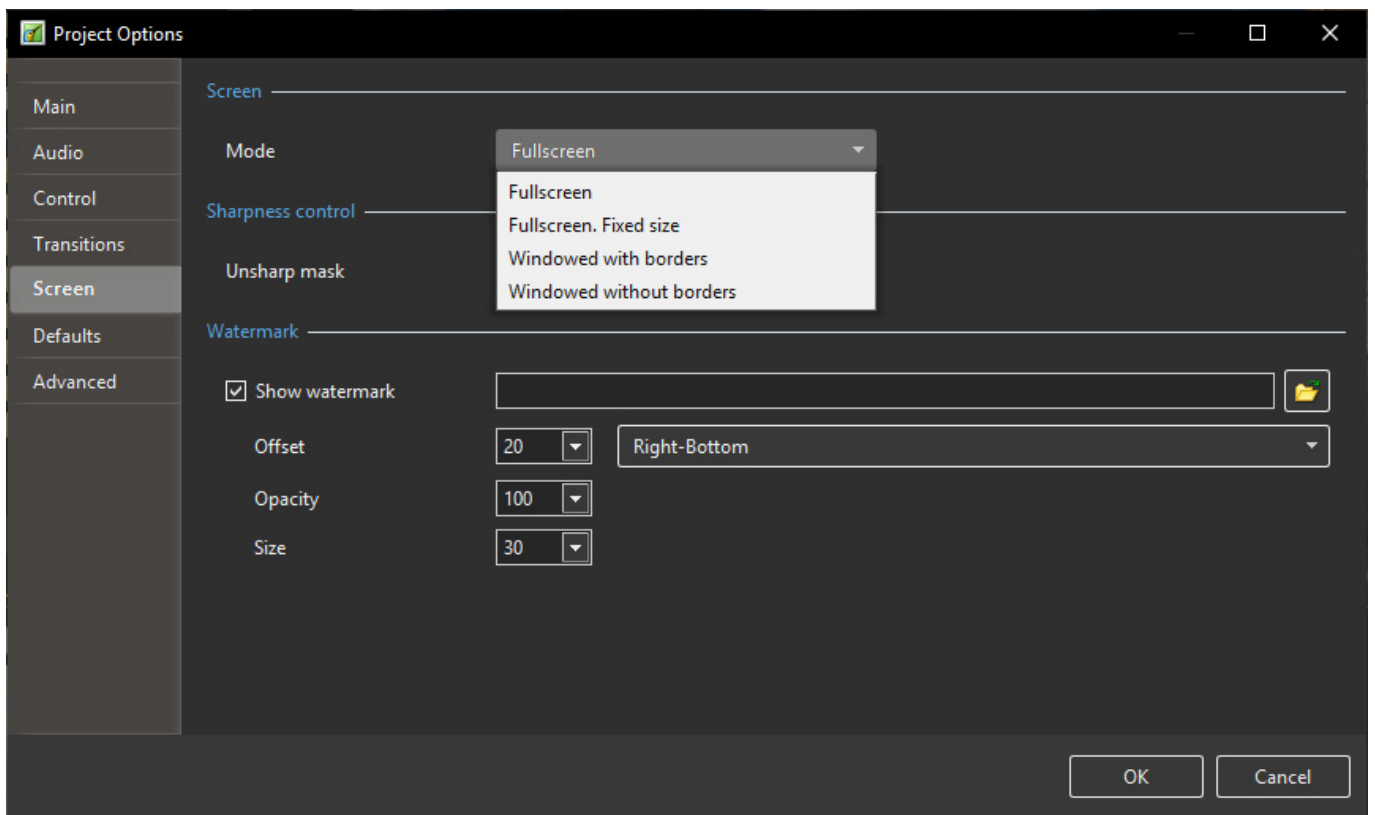 Project Options
Main
Audio
Control
Transitions
Screen
Defaults
Advanced
Screen
Mode
Fullscreen
Fullscreen
Fullscreen. Fixed size
Windowed with borders
Windowed without borders
Sharpness control
Unsharp mask
Watermark
Show watermark
Offset
20
Right-Bottom
Opacity
100
Size
30
OK
Cancel